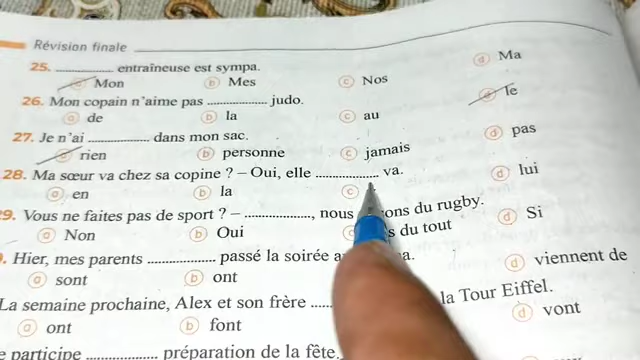 Révision finale
25. .............. entraîneuse est sympa.
a Mon b Mes c Nos d Ma
26. Mon copain n'aime pas .............. judo.
a de b la c au d le
27. Je n'ai .............. dans mon sac.
a rien b personne c jamais d pas
28. Ma sœur va chez sa copine ? – Oui, elle .............. va.
a en b la c d lui
29. Vous ne faites pas de sport ? – .............., nous ons du rugby.
a Non b Oui s du tout d Si
Hier, mes parents .............. passé la soirée
a sont b ont d viennent de
La semaine prochaine, Alex et son frère ..... la Tour Eiffel.
a ont b font d vont
participe .............. préparation de la fête.